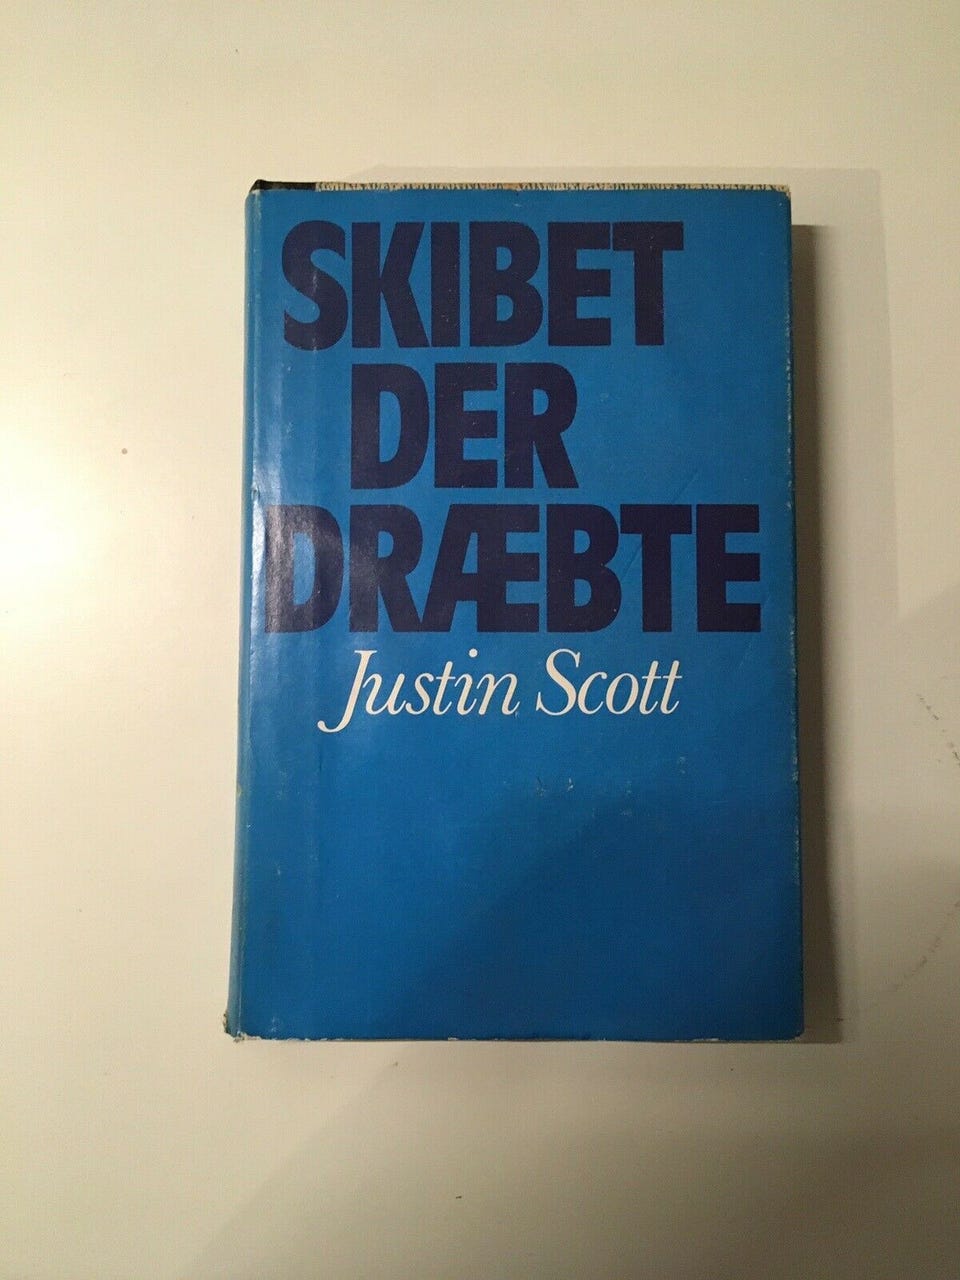 SKIBET
DER
DRÆBTE
Justin Scott